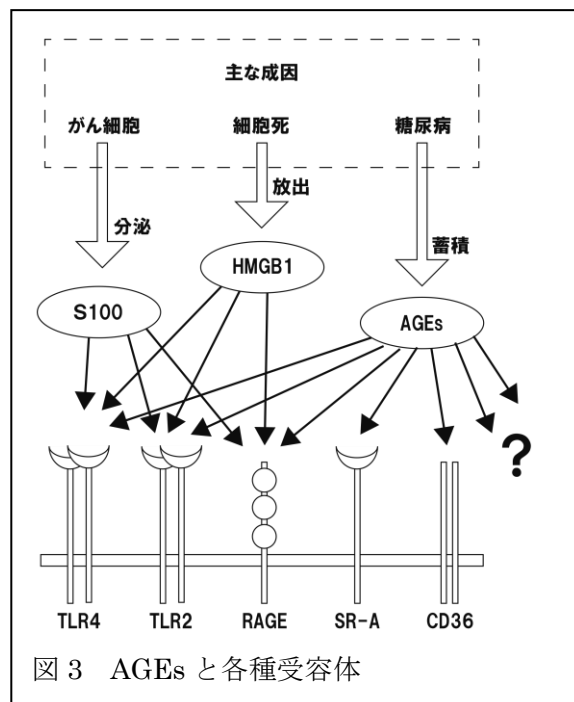 主な成因
がん細胞 細胞死 糖尿病
分泌
放出
蓄積
S100
HMGB1
AGEs
?
TLR4 TLR2 RAGE SR-A CD36
図3 AGEsと各種受容体